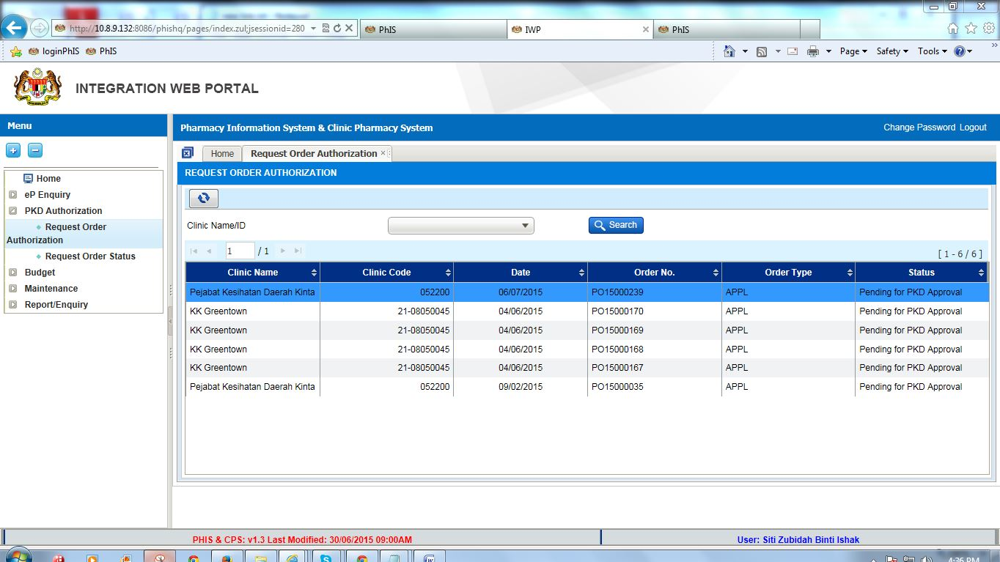 http://10.8.9.132:8086/phishq/pages/index.zul;jsessionid=280
PhIS
IWP
PhIS
loginPhIS
PhIS
Page
Safety
Tools
INTEGRATION WEB PORTAL
Menu
Pharmacy Information System & Clinic Pharmacy System
Change Password Logout
Home
Request Order Authorization
REQUEST ORDER AUTHORIZATION
Home
eP Enquiry
PKD Authorization
Request Order
Authorization
Request Order Status
Budget
Maintenance
Report/Enquiry
Clinic Name/ID
Search
1 / 1
[ 1 - 6 / 6 ]
Clinic Name Clinic Code Date Order No. Order Type Status
Pejabat Kesihatan Daerah Kinta 052200 06/07/2015 PO15000239 APPL Pending for PKD Approval
KK Greentown 21-08050045 04/06/2015 PO15000170 APPL Pending for PKD Approval
KK Greentown 21-08050045 04/06/2015 PO15000169 APPL Pending for PKD Approval
KK Greentown 21-08050045 04/06/2015 PO15000168 APPL Pending for PKD Approval
KK Greentown 21-08050045 04/06/2015 PO15000167 APPL Pending for PKD Approval
Pejabat Kesihatan Daerah Kinta 052200 09/02/2015 PO15000035 APPL Pending for PKD Approval
PHIS & CPS: v1.3 Last Modified: 30/06/2015 09:00AM
User: Siti Zubidah Binti Ishak
4:36 PM